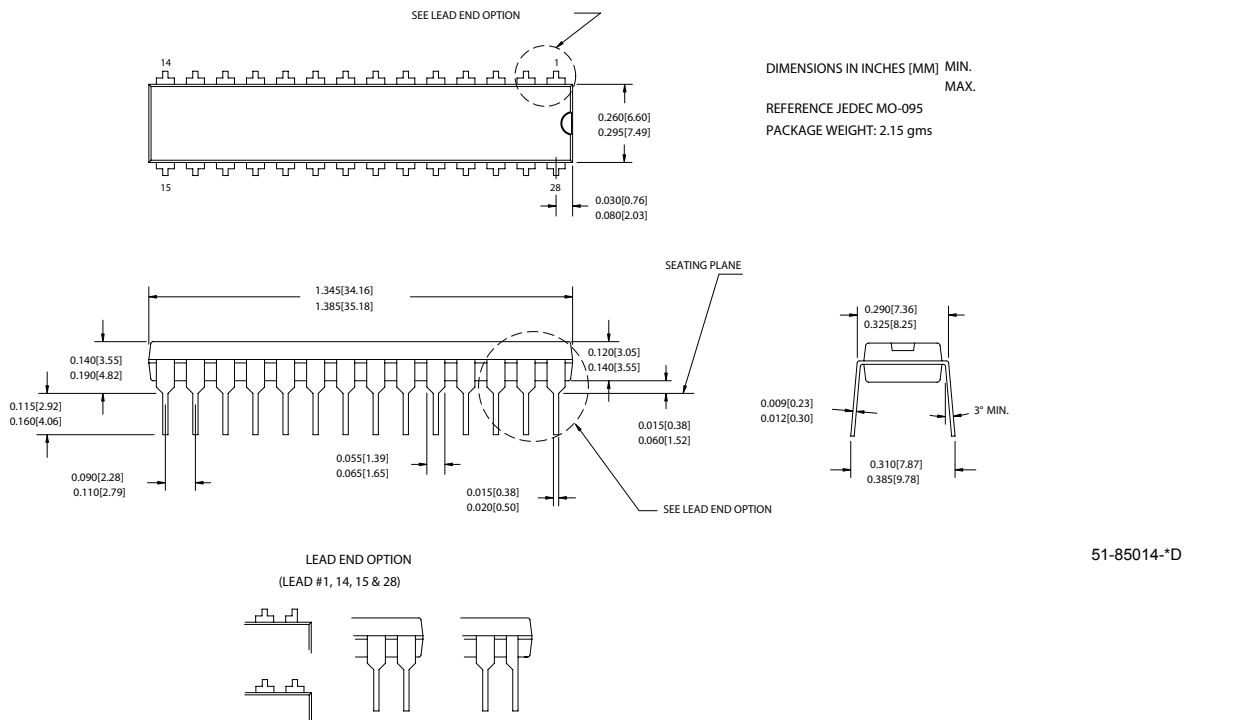 SEE LEAD END OPTION
14
1
DIMENSIONS IN INCHES [MM] MIN.
MAX.
REFERENCE JEDEC MO-095
PACKAGE WEIGHT: 2.15 gms
0.260[6.60]
0.295[7.49]
15
28
0.030[0.76]
0.080[2.03]
SEATING PLANE
1.345[34.16]
1.385[35.18]
0.290[7.36]
0.325[8.25]
0.140[3.55]
0.190[4.82]
0.120[3.05]
0.140[3.55]
0.115[2.92]
0.160[4.06]
0.015[0.38]
0.060[1.52]
0.009[0.23]
0.012[0.30]
3° MIN.
0.055[1.39]
0.065[1.65]
0.090[2.28]
0.110[2.79]
0.015[0.38]
0.020[0.50]
0.310[7.87]
0.385[9.78]
SEE LEAD END OPTION
LEAD END OPTION
(LEAD #1, 14, 15 & 28)
51-85014-*D